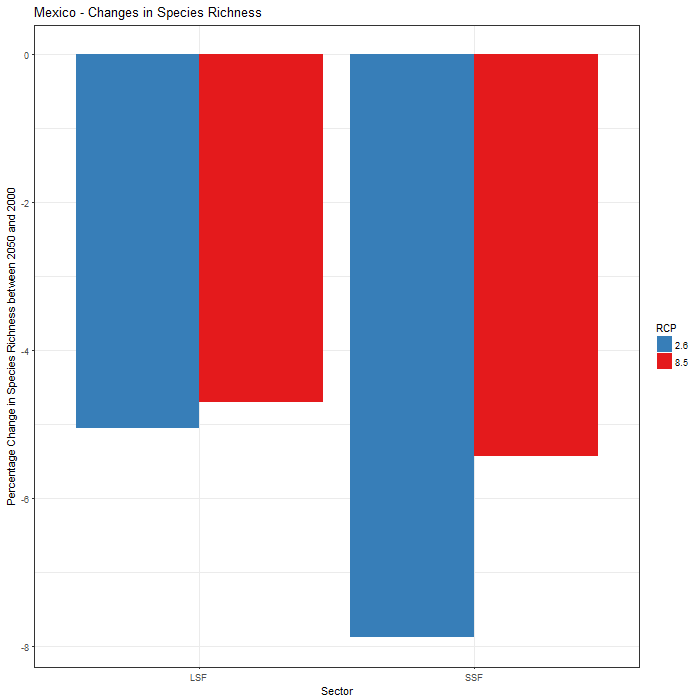 Mexico - Changes in Species Richness
Percentage Change in Species Richness between 2050 and 2000
0
-2
-4
-6
-8
LSF
SSF
Sector
RCP
2.6
8.5